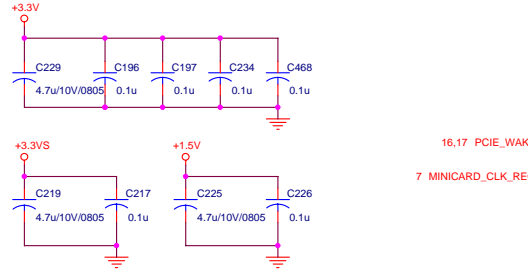 +3.3V
C229 C196 C197 C234 C468
4.7u/10V/0805 0.1u 0.1u 0.1u 0.1u
+3.3VS +1.5V
16,17 PCIE_WAK
7 MINICARD_CLK_RE
C219 C217 C225 C226
4.7u/10V/0805 0.1u 4.7u/10V/0805 0.1u